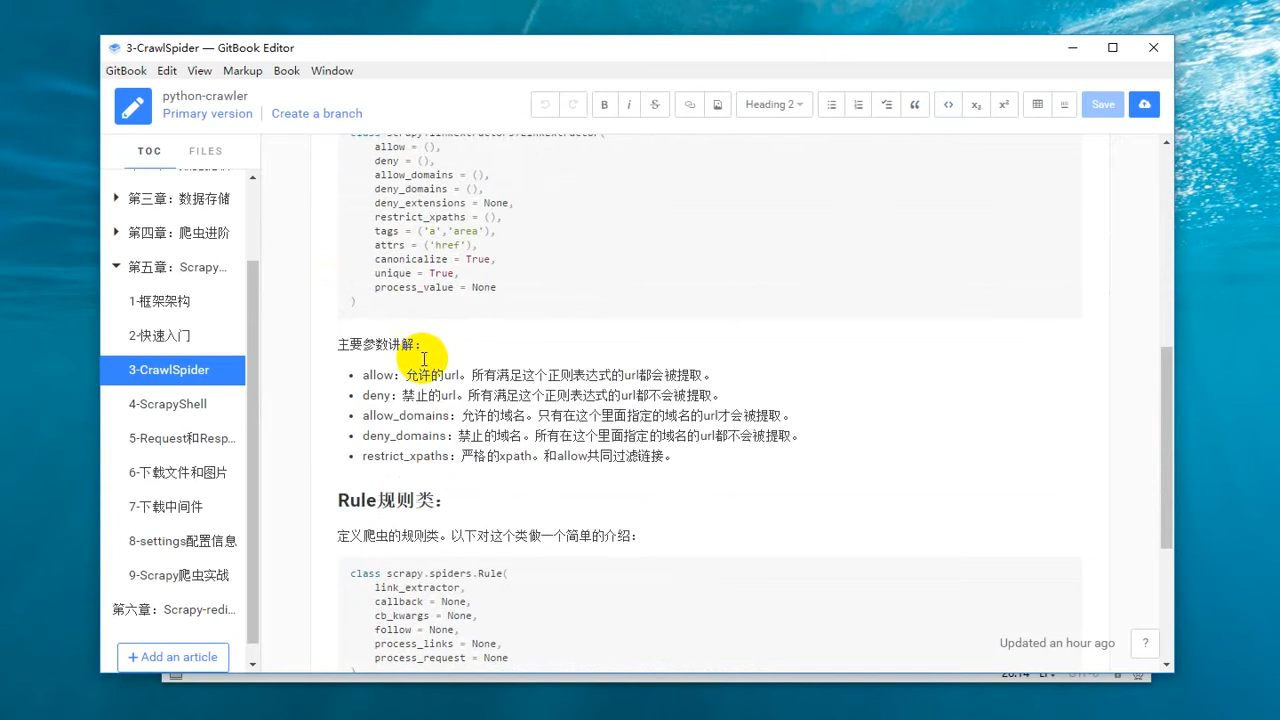 3-CrawlSpider — GitBook Editor
GitBook Edit View Markup Book Window
python-crawler
Primary version Create a branch
B i S Heading 2 Save
TOC FILES
第三章：数据存储
第四章：爬虫进阶
第五章：Scrapy...
1-框架架构
2-快速入门
3-CrawlSpider
4-ScrapyShell
5-Request和Resp...
6-下载文件和图片
7-下载中间件
8-settings配置信息
9-Scrapy爬虫实战
第六章：Scrapy-redi...
+ Add an article
class scrapy.linkextractors.LinkExtractor(
allow = (),
deny = (),
allow_domains = (),
deny_domains = (),
deny_extensions = None,
restrict_xpaths = (),
tags = ('a','area'),
attrs = ('href'),
canonicalize = True,
unique = True,
process_value = None
)
主要参数讲解：
• allow：允许的url。所有满足这个正则表达式的url都会被提取。
• deny：禁止的url。所有满足这个正则表达式的url都不会被提取。
• allow_domains：允许的域名。只有在这个里面指定的域名的url才会被提取。
• deny_domains：禁止的域名。所有在这个里面指定的域名的url都不会被提取。
• restrict_xpaths：严格的xpath。和allow共同过滤链接。
Rule规则类：
定义爬虫的规则类。以下对这个类做一个简单的介绍：
class scrapy.spiders.Rule(
link_extractor,
callback = None,
cb_kwargs = None,
follow = None,
process_links = None,
process_request = None
Updated an hour ago ?